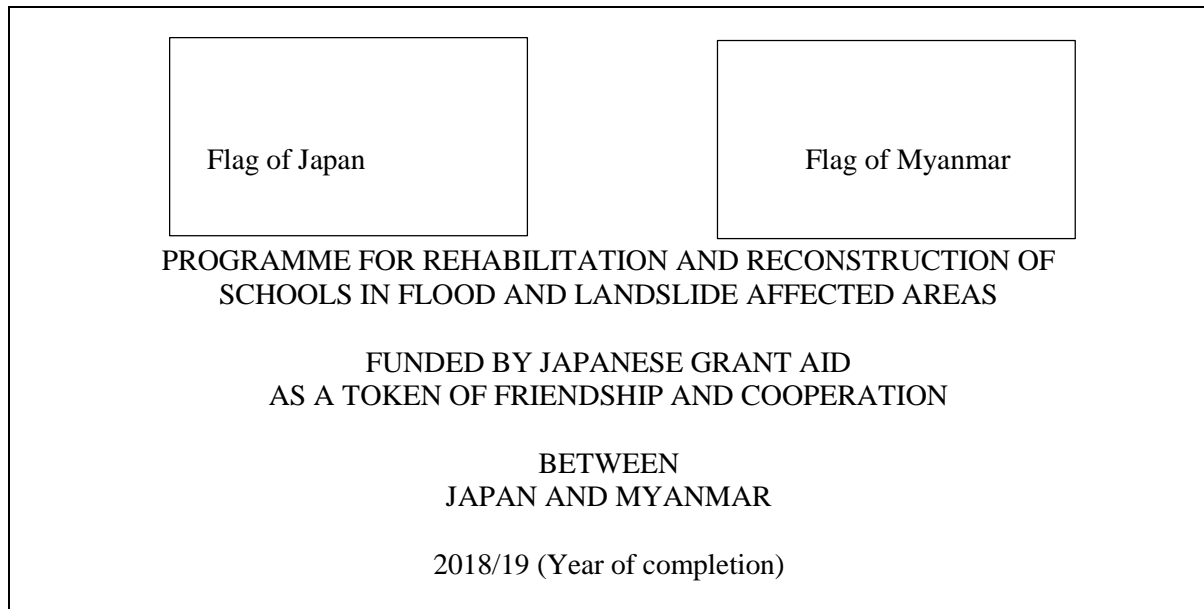 Flag of Japan
Flag of Myanmar
PROGRAMME FOR REHABILITATION AND RECONSTRUCTION OF
SCHOOLS IN FLOOD AND LANDSLIDE AFFECTED AREAS
FUNDED BY JAPANESE GRANT AID
AS A TOKEN OF FRIENDSHIP AND COOPERATION
BETWEEN
JAPAN AND MYANMAR
2018/19 (Year of completion)